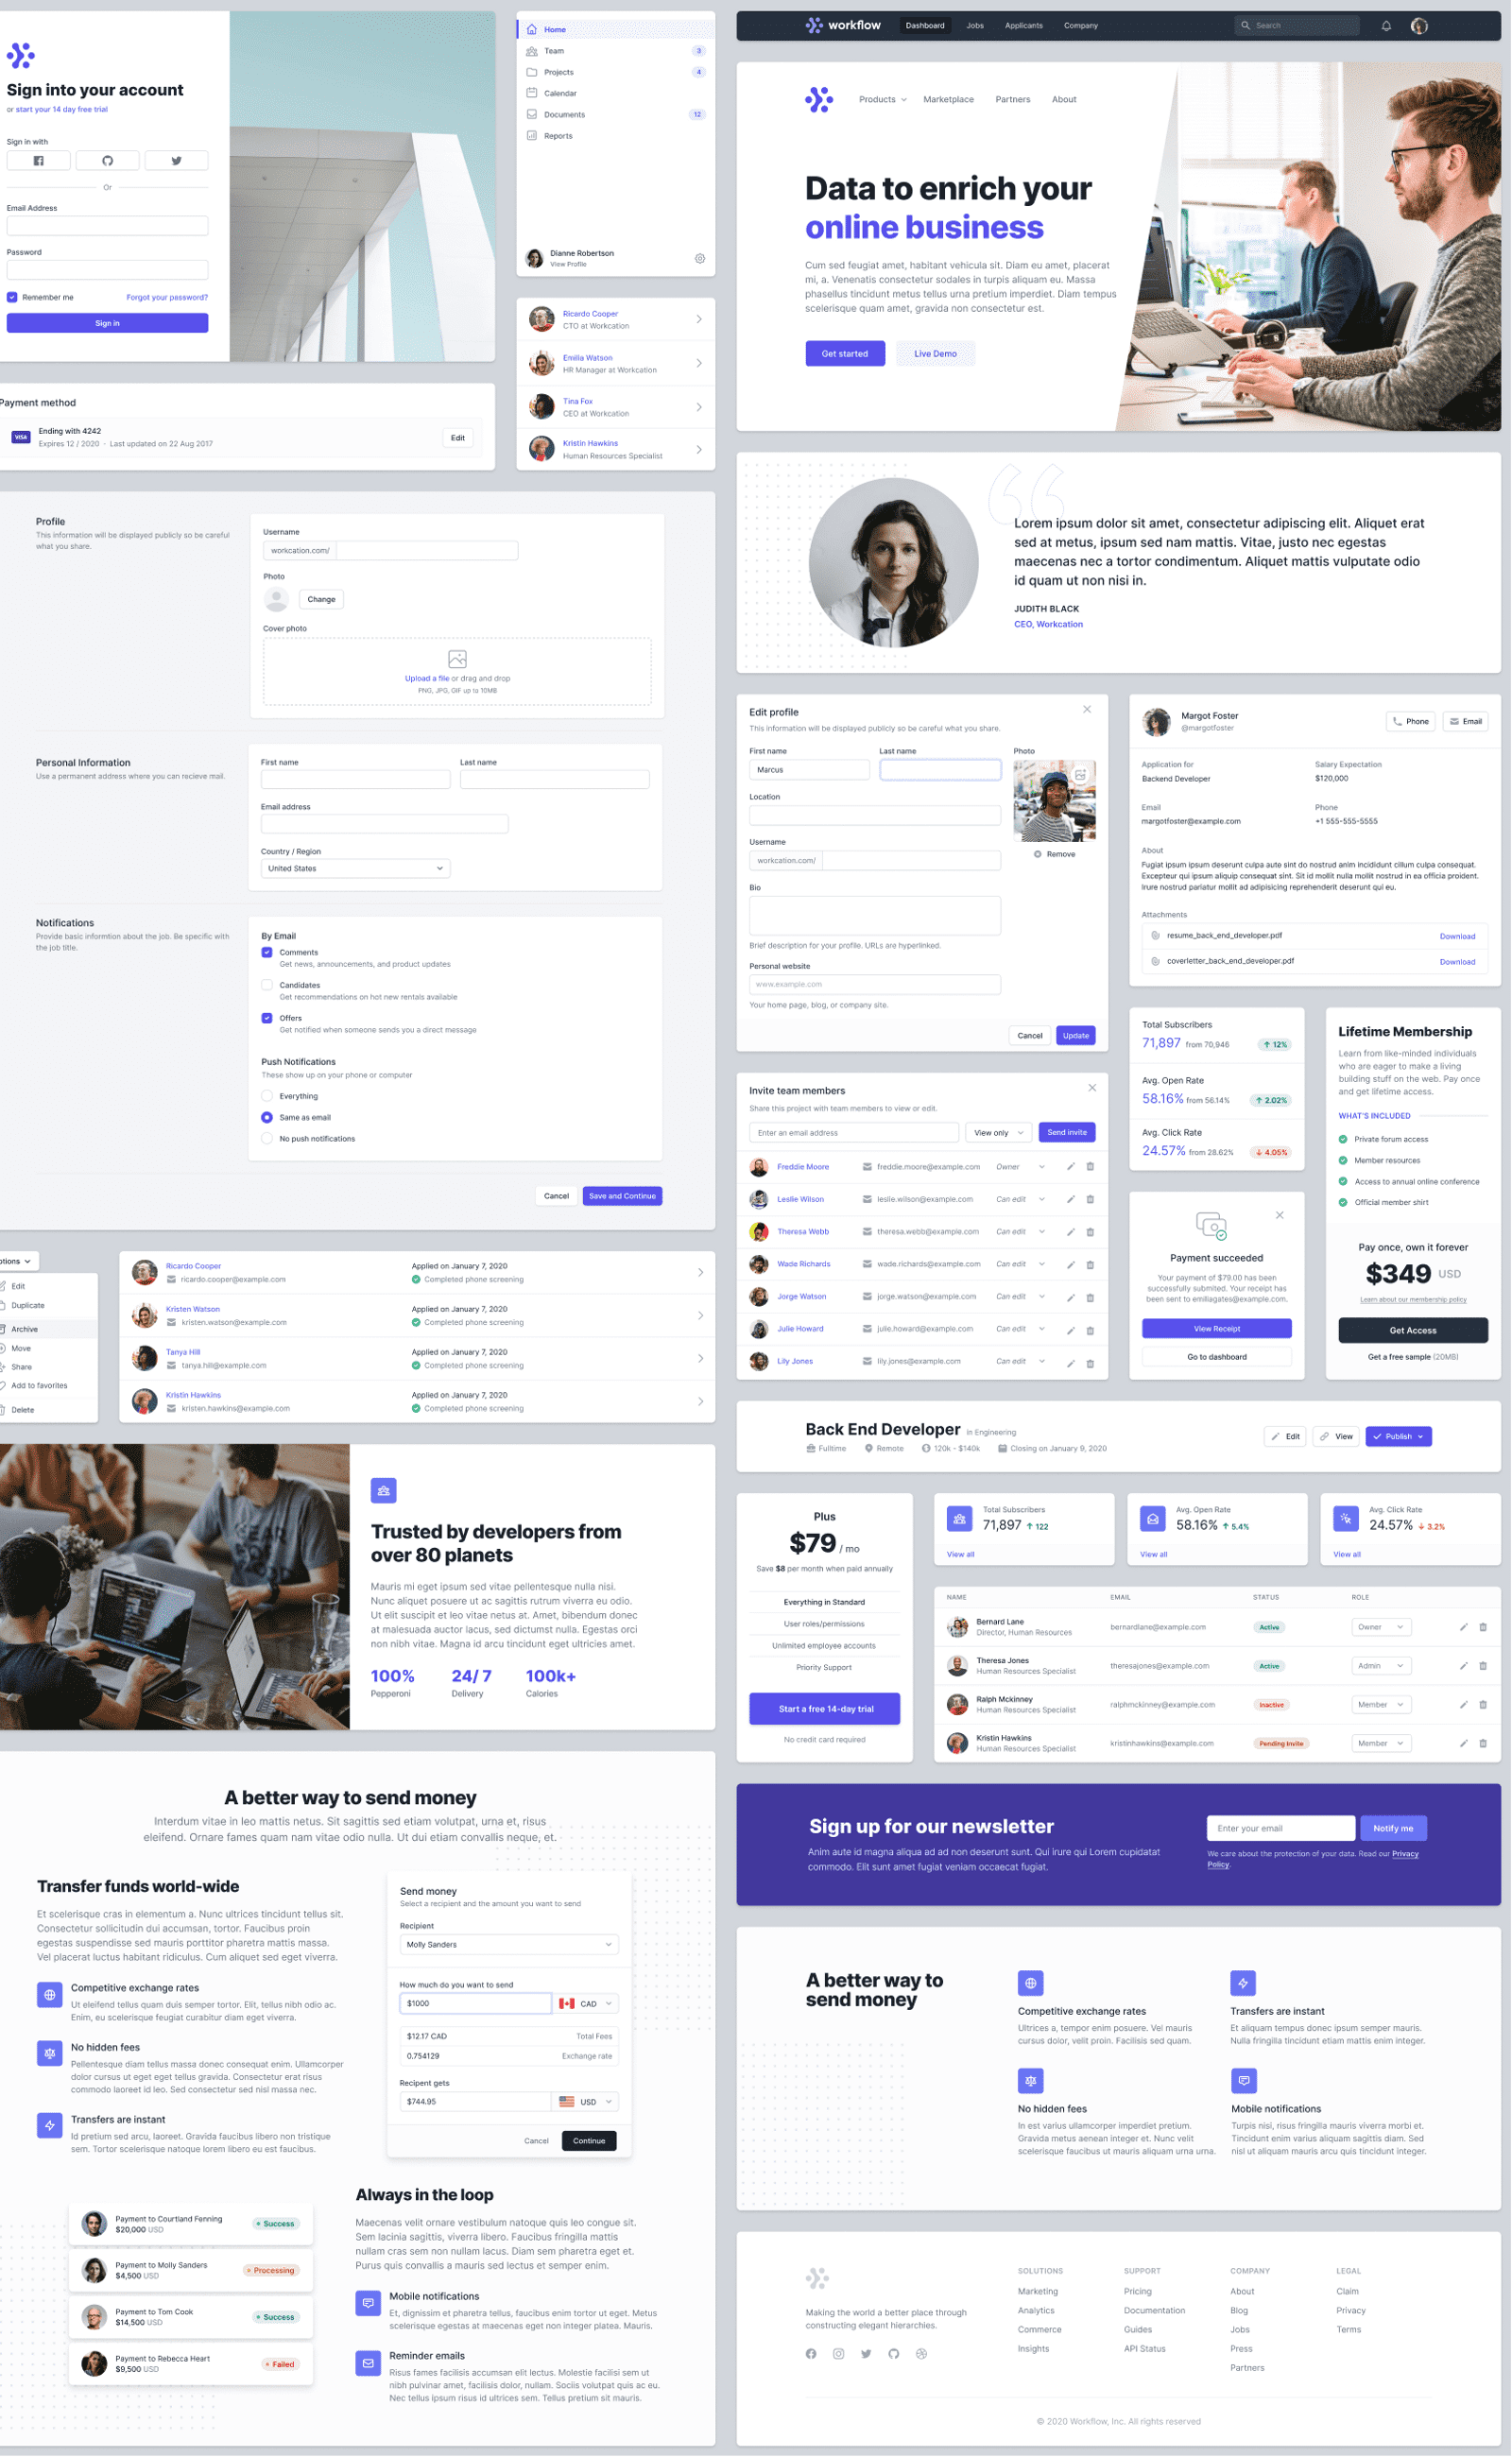 Sign into your account
or start your 14 day free trial
Sign in with
Or
Email Address
Password
Remember me
Forgot your password?
Sign in
Home
Team
3
Projects
4
Calendar
Documents
12
Reports
Dianne Robertson
View Profile
Ricardo Cooper
CTO at Workcation
Emilia Watson
HR Manager at Workcation
Tina Fox
CEO at Workcation
Kristin Hawkins
Human Resources Specialist
Payment method
VISA
Ending with 4242
Expires 12 / 2020 · Last updated on 22 Aug 2017
Edit
Profile
This information will be displayed publicly so be careful
what you share.
Username
workcation.com/
Photo
Change
Cover photo
Upload a file or drag and drop
PNG, JPG, GIF up to 10MB
Personal Information
Use a permanent address where you can recieve mail.
First name
Last name
Email address
Country / Region
United States
Notifications
Provide basic informtion about the job. Be specific with
the job title.
By Email
Comments
Get news, announcements, and product updates
Candidates
Get recommendations on hot new rentals available
Offers
Get notified when someone sends you a direct message
Push Notifications
These show up on your phone or computer
Everything
Same as email
No push notifications
Cancel
Save and Continue
tions
Edit
Duplicate
Archive
Move
Share
Add to favorites
Delete
Ricardo Cooper
ricardo.cooper@example.com
Applied on January 7, 2020
Completed phone screening
Kristen Watson
kristen.watson@example.com
Applied on January 7, 2020
Completed phone screening
Tanya Hill
tanya.hill@example.com
Applied on January 7, 2020
Completed phone screening
Kristin Hawkins
kristen.hawkins@example.com
Applied on January 7, 2020
Completed phone screening
Trusted by developers from
over 80 planets
Mauris mi eget ipsum sed vitae pellentesque nulla nisi.
Nunc aliquet posuere ut ac sagittis rutrum viverra eu odio.
Ut elit suscipit et leo vitae netus at. Amet, bibendum donec
at malesuada auctor lacus, sed dictumst nulla. Egestas orci
non nibh vitae. Magna id arcu tincidunt eget ultricies amet.
100%
Pepperoni
24/ 7
Delivery
100k+
Calories
A better way to send money
Interdum vitae in leo mattis netus. Sit sagittis sed etiam volutpat, urna et, risus
eleifend. Ornare fames quam nam vitae odio nulla. Ut dui etiam convallis neque, et.
Transfer funds world-wide
Et scelerisque cras in elementum a. Nunc ultrices tincidunt tellus sit.
Consectetur sollicitudin dui accumsan, tortor. Faucibus proin
egestas suspendisse sed mauris porttitor pharetra mattis massa.
Vel placerat luctus habitant ridiculus. Cum aliquet sed eget viverra.
Competitive exchange rates
Ut eleifend tellus quam duis semper tortor. Elit, tellus nibh odio ac.
Enim, eu scelerisque feugiat curabitur diam eget viverra.
No hidden fees
Pellentesque diam tellus massa donec consequat enim. Ullamcorper
dolor cursus ut eget eget tellus gravida. Consectetur erat risus
commodo laoreet id leo. Sed consectetur sed nisl massa nec.
Transfers are instant
Id pretium sed arcu, laoreet. Gravida faucibus libero non tristique
sem. Tortor scelerisque natoque lorem libero eu est faucibus.
Send money
Select a recipient and the amount you want to send
Recipient
Molly Sanders
How much do you want to send
$1000
CAD
$12.17 CAD
Total Fees
0.754129
Exchange rate
Recipent gets
$744.95
USD
Cancel
Continue
Payment to Courtland Fenning
$20,000 USD
Success
Payment to Molly Sanders
$4,500 USD
Processing
Payment to Tom Cook
$14,500 USD
Success
Payment to Rebecca Heart
$9,500 USD
Failed
Always in the loop
Maecenas velit ornare vestibulum natoque quis leo congue sit.
Sem lacinia sagittis, viverra libero. Faucibus fringilla mattis
nullam cras sem non nullam lacus. Diam sem pharetra eget et.
Purus quis convallis a mauris sed lectus et semper enim.
Mobile notifications
Et, dignissim et pharetra tellus, faucibus enim tortor ut eget. Metus
scelerisque egestas at maecenas eget non integer platea. Mauris.
Reminder emails
Risus fames facilisis accumsan elit lectus. Molestie facilisi sem ut
nibh pulvinar amet, facilisis dolor, nullam. Sociis volutpat quis ac eu.
Nec tellus ipsum risus id ultrices sem. Tellus pretium sit mauris.
workflow
Dashboard
Jobs
Applicants
Company
Search
Products
Marketplace
Partners
About
Data to enrich your
online business
Cum sed feugiat amet, habitant vehicula sit. Diam eu amet, placerat
mi, a. Venenatis consectetur sodales in turpis aliquam eu. Massa
phasellus tincidunt metus tellus urna pretium imperdiet. Diam tempus
scelerisque quam amet, gravida non consectetur est.
Get started
Live Demo
Lorem ipsum dolor sit amet, consectetur adipiscing elit. Aliquet erat
sed at metus, ipsum sed nam mattis. Vitae, justo nec egestas
maecenas nec a tortor condimentum. Aliquet mattis vulputate odio
id quam ut non nisi in.
JUDITH BLACK
CEO, Workcation
Edit profile
This information will be displayed publicly so be careful what you share.
First name
Marcus
Last name
Photo
Location
Username
workcation.com/
Remove
Bio
Brief description for your profile. URLs are hyperlinked.
Personal website
www.example.com
Your home page, blog, or company site.
Cancel
Update
Margot Foster
@margotfoster
Phone
Email
Application for
Backend Developer
Salary Expectation
$120,000
Email
margotfoster@example.com
Phone
+1 555-555-5555
About
Fugiat ipsum ipsum deserunt culpa aute sint do nostrud anim incididunt cillum culpa consequat.
Excepteur qui ipsum aliquip consequat sint. Sit id mollit nulla mollit nostrud in ea officia proident.
Irure nostrud pariatur mollit ad adipisicing reprehenderit deserunt qui eu.
Attachments
resume_back_end_developer.pdf
Download
coverletter_back_end_developer.pdf
Download
Total Subscribers
71,897 from 70,946
12%
Avg. Open Rate
58.16% from 56.14%
2.02%
Avg. Click Rate
24.57% from 28.62%
4.05%
Lifetime Membership
Learn from like-minded individuals
who are eager to make a living
building stuff on the web. Pay once
and get lifetime access.
WHAT'S INCLUDED
Private forum access
Member resources
Access to annual online conference
Official member shirt
Pay once, own it forever
$349 USD
Learn about our membership policy
Get Access
Get a free sample (20MB)
Invite team members
Share this project with team members to view or edit.
Enter an email address
View only
Send invite
Freddie Moore
freddie.moore@example.com
Owner
Leslie Wilson
leslie.wilson@example.com
Can edit
Theresa Webb
theresa.webb@example.com
Can edit
Wade Richards
wade.richards@example.com
Can edit
Jorge Watson
jorge.watson@example.com
Can edit
Julie Howard
julie.howard@example.com
Can edit
Lily Jones
lily.jones@example.com
Can edit
Payment succeeded
Your payment of $79.00 has been
successfully submited. Your receipt has
been sent to emiliagates@example.com.
View Receipt
Go to dashboard
Back End Developer in Engineering
Fulltime
Remote
120k - $140k
Closing on January 9, 2020
Edit
View
Publish
Plus
$79 / mo
Save $8 per month when paid annually
Everything in Standard
User roles/permissions
Unlimited employee accounts
Priority Support
Start a free 14-day trial
No credit card required
Total Subscribers
71,897 122
View all
Avg. Open Rate
58.16% 5.4%
View all
Avg. Click Rate
24.57% 3.2%
View all
NAME
EMAIL
STATUS
ROLE
Bernard Lane
Director, Human Resources
bernardlane@example.com
Active
Owner
Theresa Jones
Human Resources Specialist
theresajones@example.com
Active
Admin
Ralph Mckinney
Human Resources Specialist
ralphmckinney@example.com
Inactive
Member
Kristin Hawkins
Human Resources Specialist
kristinhawkins@example.com
Pending Invite
Member
Sign up for our newsletter
Anim aute id magna aliqua ad ad non deserunt sunt. Qui irure qui Lorem cupidatat
commodo. Elit sunt amet fugiat veniam occaecat fugiat.
Enter your email
Notify me
We care about the protection of your data. Read our Privacy
Policy.
A better way to
send money
Competitive exchange rates
Ultrices a, tempor enim posuere. Vel mauris
cursus dolor, velit proin. Facilisis sed quam.
Transfers are instant
Et aliquam tempus donec ipsum semper mauris.
Nulla fringilla tincidunt etiam mattis enim integer.
No hidden fees
In est varius ullamcorper imperdiet pretium.
Gravida metus aenean integer et. Nunc velit
scelerisque faucibus ut mauris aliquam urna urna.
Mobile notifications
Turpis nisi, risus fringilla mauris viverra morbi et.
Tincidunt enim varius aliquam sagittis diam. Sed
nisl ut aliquam mauris arcu quis tincidunt integer.
Making the world a better place through
constructing elegant hierarchies.
SOLUTIONS
Marketing
Analytics
Commerce
Insights
SUPPORT
Pricing
Documentation
Guides
API Status
COMPANY
About
Blog
Jobs
Press
Partners
LEGAL
Claim
Privacy
Terms
© 2020 Workflow, Inc. All rights reserved